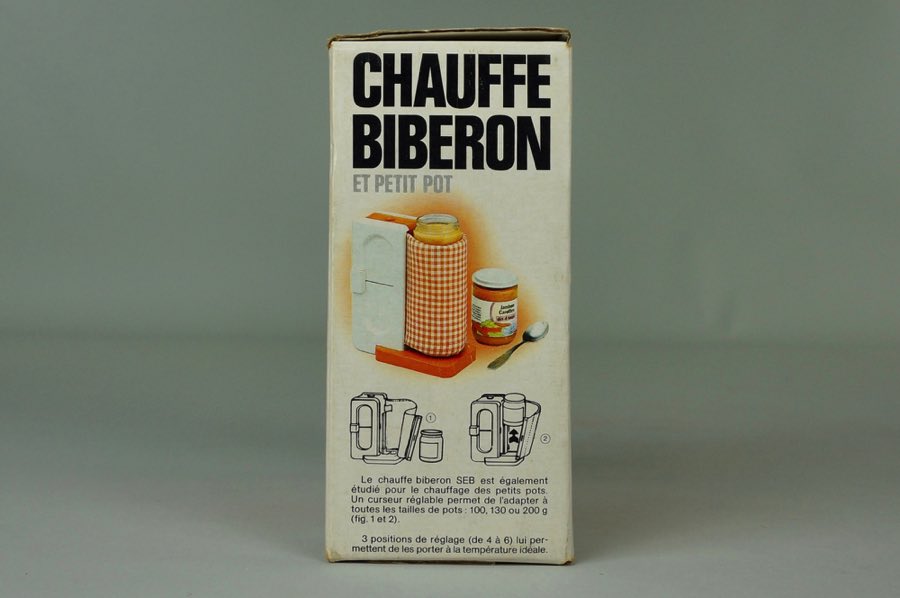 CHAUFFE
BIBERON
ET PETIT POT
1
2
Le chauffe biberon SEB est également
étudié pour le chauffage des petits pots.
Un curseur réglable permet de l'adapter à
toutes les tailles de pots : 100, 130 ou 200 g
(fig. 1 et 2).
3 positions de réglage (de 4 à 6) lui per-
mettent de les porter à la température idéale.